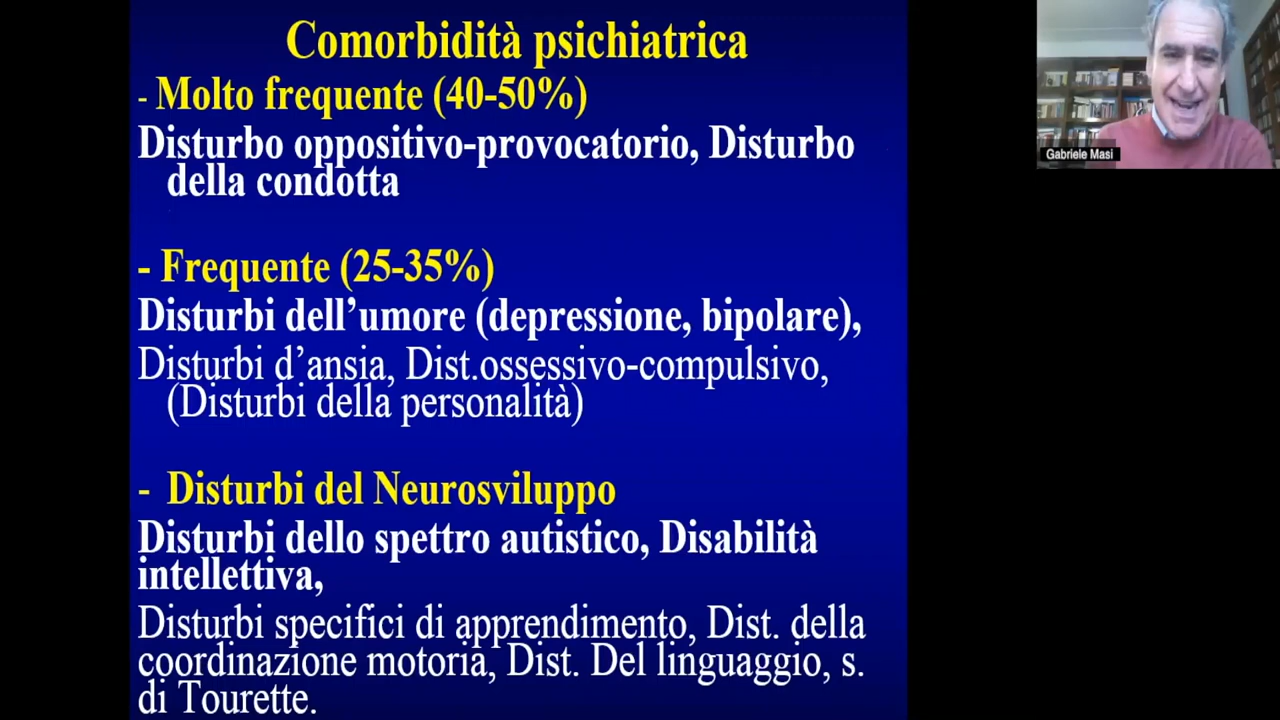 Comorbidità psichiatrica
- Molto frequente (40-50%)
Disturbo oppositivo-provocatorio, Disturbo
della condotta
- Frequente (25-35%)
Disturbi dell’umore (depressione, bipolare),
Disturbi d’ansia, Dist.ossessivo-compulsivo,
(Disturbi della personalità)
- Disturbi del Neurosviluppo
Disturbi dello spettro autistico, Disabilità
intellettiva,
Disturbi specifici di apprendimento, Dist. della
coordinazione motoria, Dist. Del linguaggio, s.
di Tourette.
Gabriele Masi